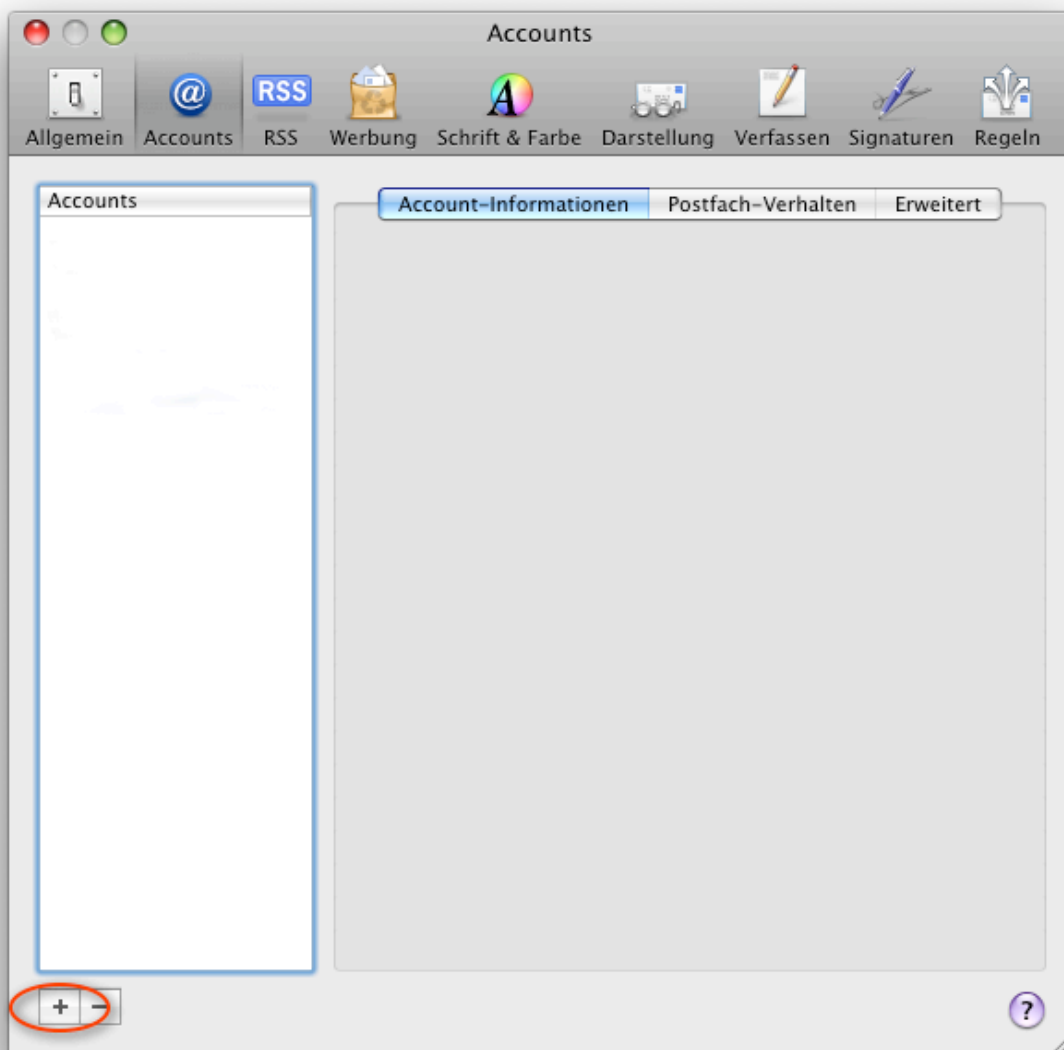 Accounts
RSS
Allgemein Accounts RSS Werbung Schrift & Farbe Darstellung Verfassen Signaturen Regeln
Accounts
Account-Informationen Postfach-Verhalten Erweitert
+ −
?